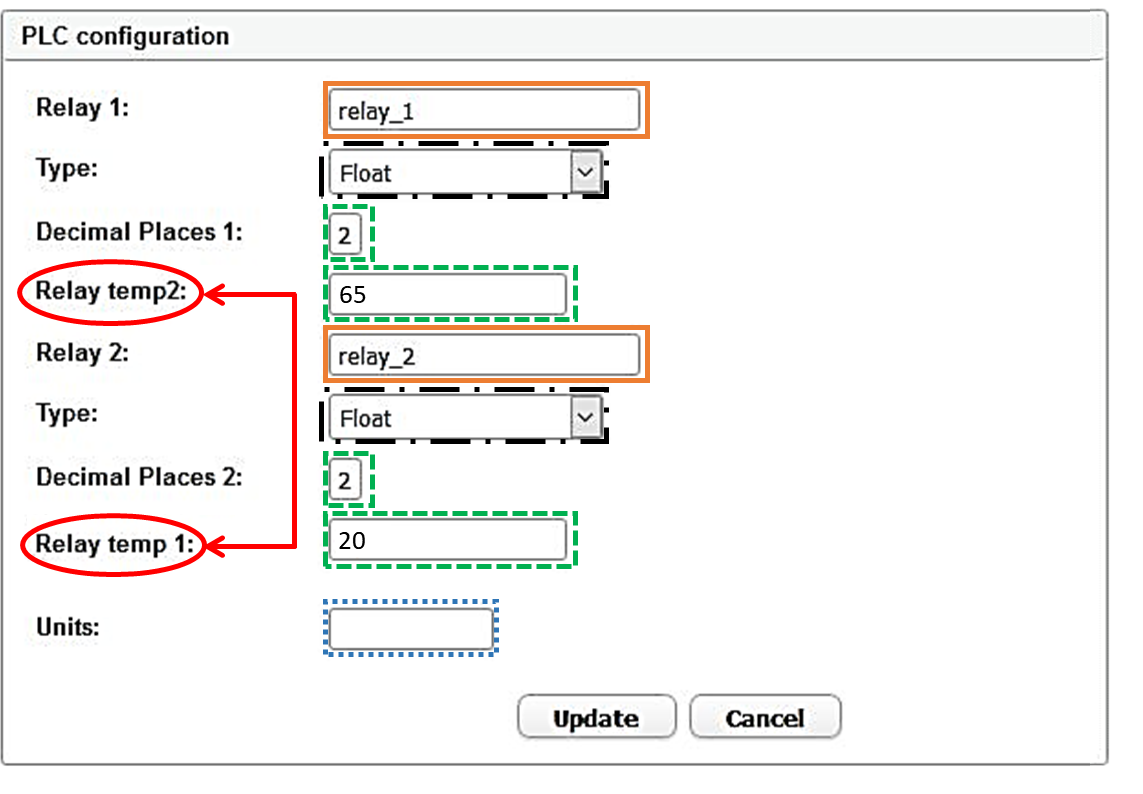 PLC configuration
Relay 1: relay_1
Type: Float
Decimal Places 1: 2
Relay temp2: 65
Relay 2: relay_2
Type: Float
Decimal Places 2: 2
Relay temp 1: 20
Units:
Update Cancel